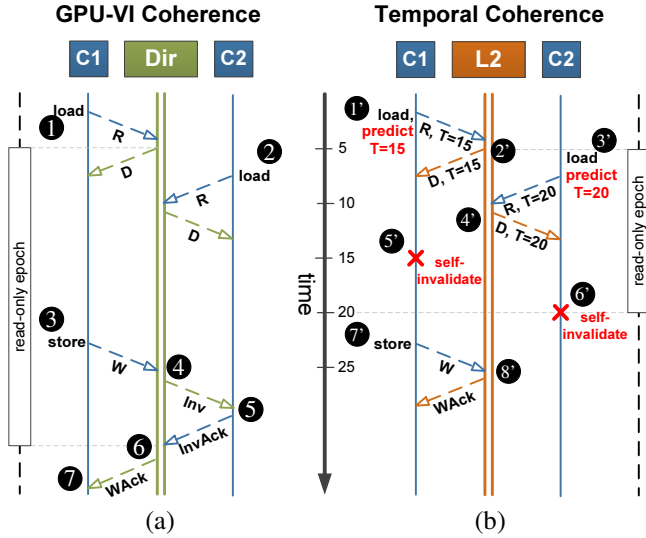 GPU-VI Coherence
C1
Dir
C2
load
1
R
2
D
load
R
D
read-only epoch
3
store
W
4
Inv
5
InvAck
6
WAck
7
(a)
Temporal Coherence
C1
L2
C2
time
5
10
15
20
25
1’
load,
predict
T=15
R, T=15
2’
D, T=15
3’
load
predict
T=20
R, T=20
4’
D, T=20
5’
self-
invalidate
6’
self-
invalidate
7’
store
W
8’
WAck
read-only epoch
(b)